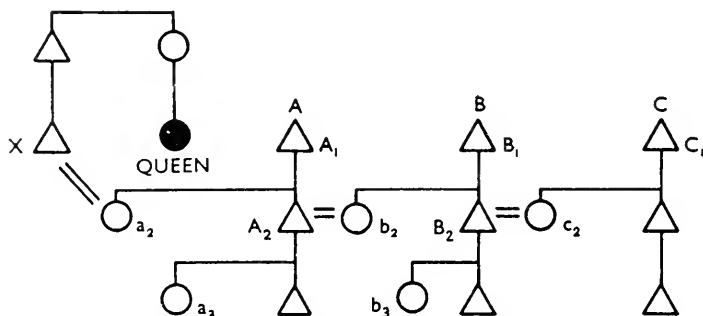 A B C
A₁ B₁ C₁
X QUEEN
a₂ A₂ b₂ B₂ c₂
a₃ b₃